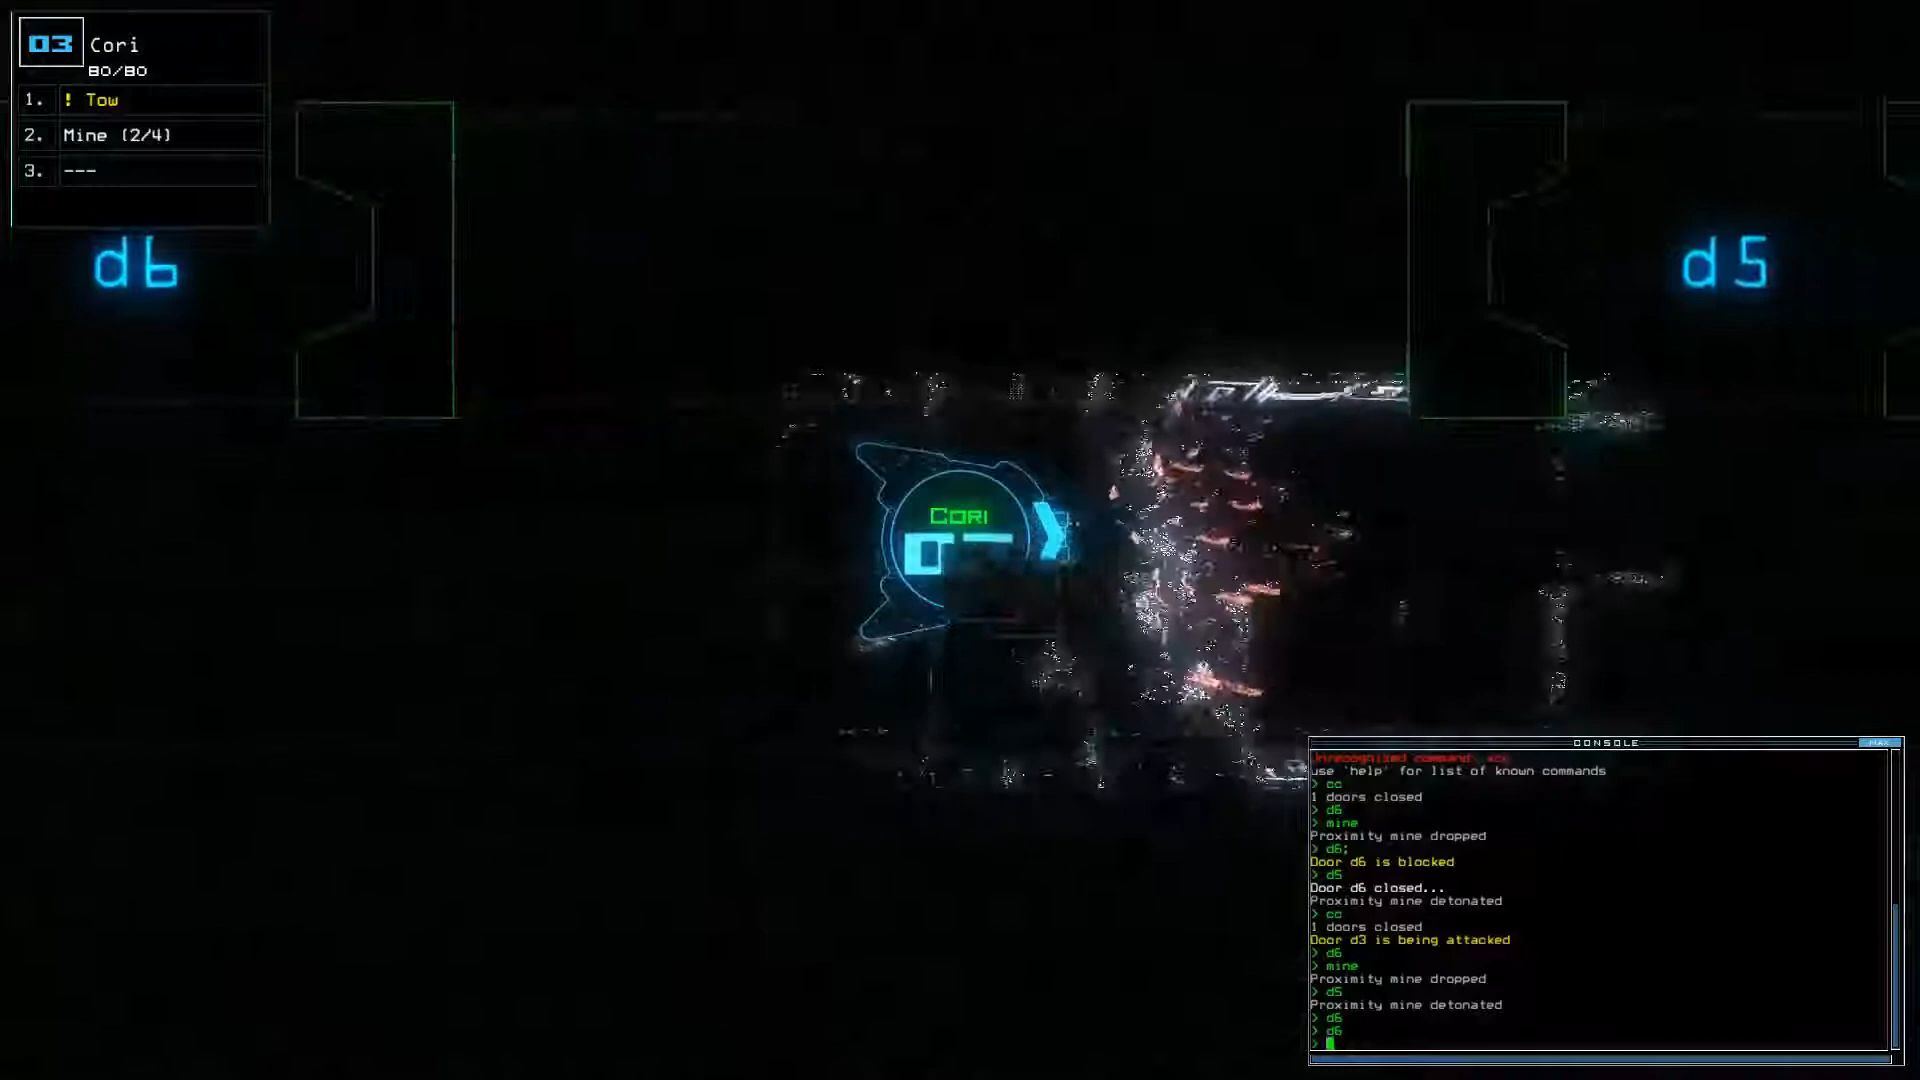 03 Cori
80/80
1. ! Tow
2. Mine (2/4)
3. ---
d6
d5
CORI
CONSOLE
MAX
Unrecognised command:
use 'help' for list of known commands
> cc
1 doors closed
> d6
> mine
Proximity mine dropped
> d6;
Door d6 is blocked
> d5
Door d6 closed...
Proximity mine detonated
> cc
1 doors closed
Door d3 is being attacked
> d6
> mine
Proximity mine dropped
> d5
Proximity mine detonated
> d6
> d6
>